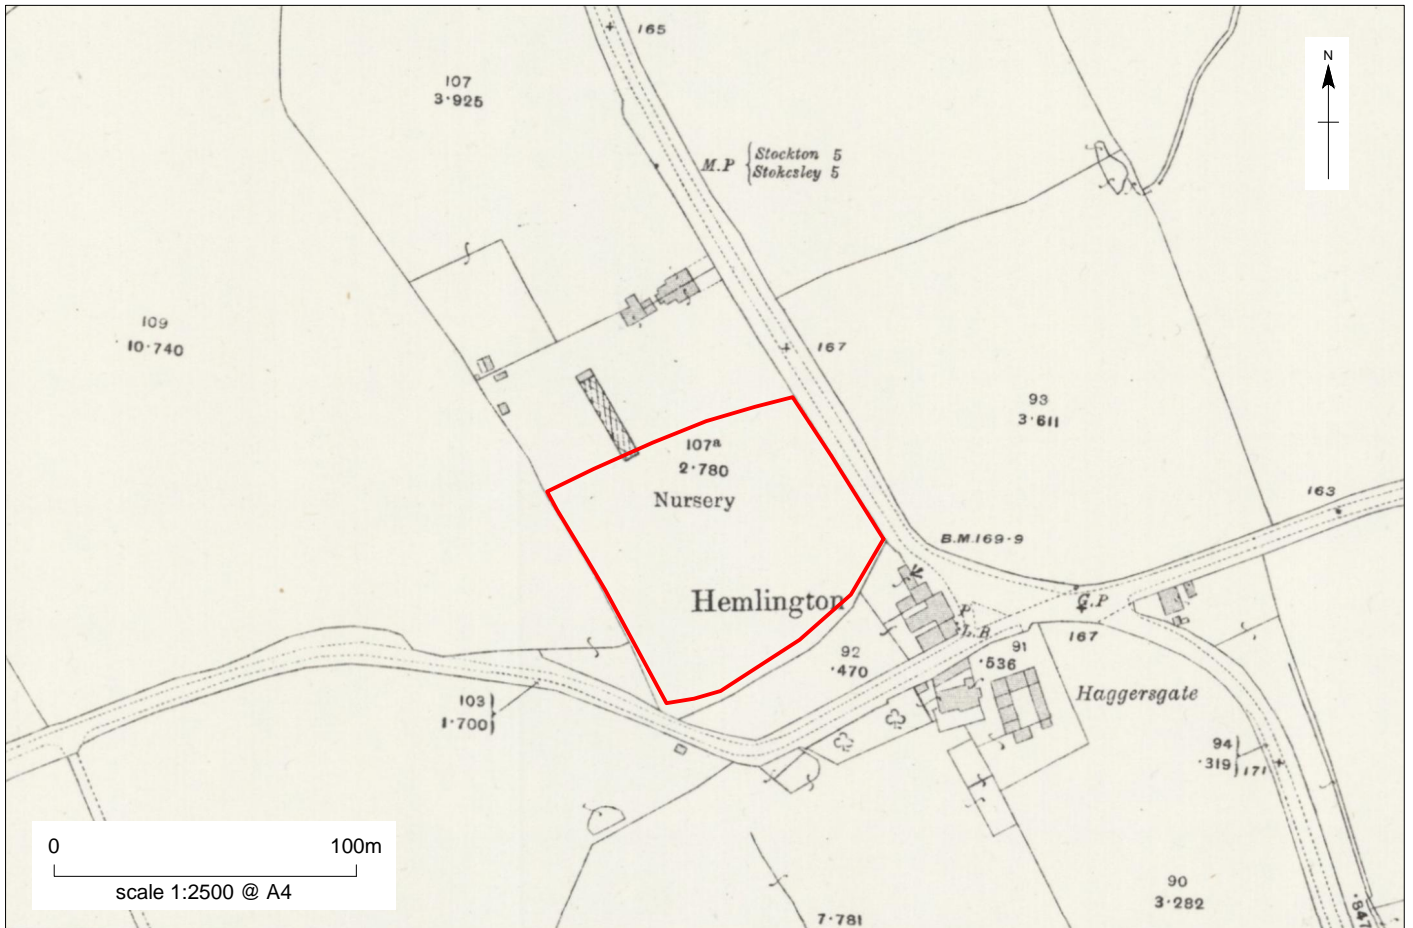 165
107
3·925
N
M.P { Stockton 5
Stokesley 5
109
10·740
167
93
3·611
107a
2·780
Nursery
163
B.M.169·9
Hemlington
G.P
P
L.B.
167
92
·470
91
·536
Haggersgate
103
1·700
94
·319
171
0 100m
scale 1:2500 @ A4
90
3·282
7·781
·847